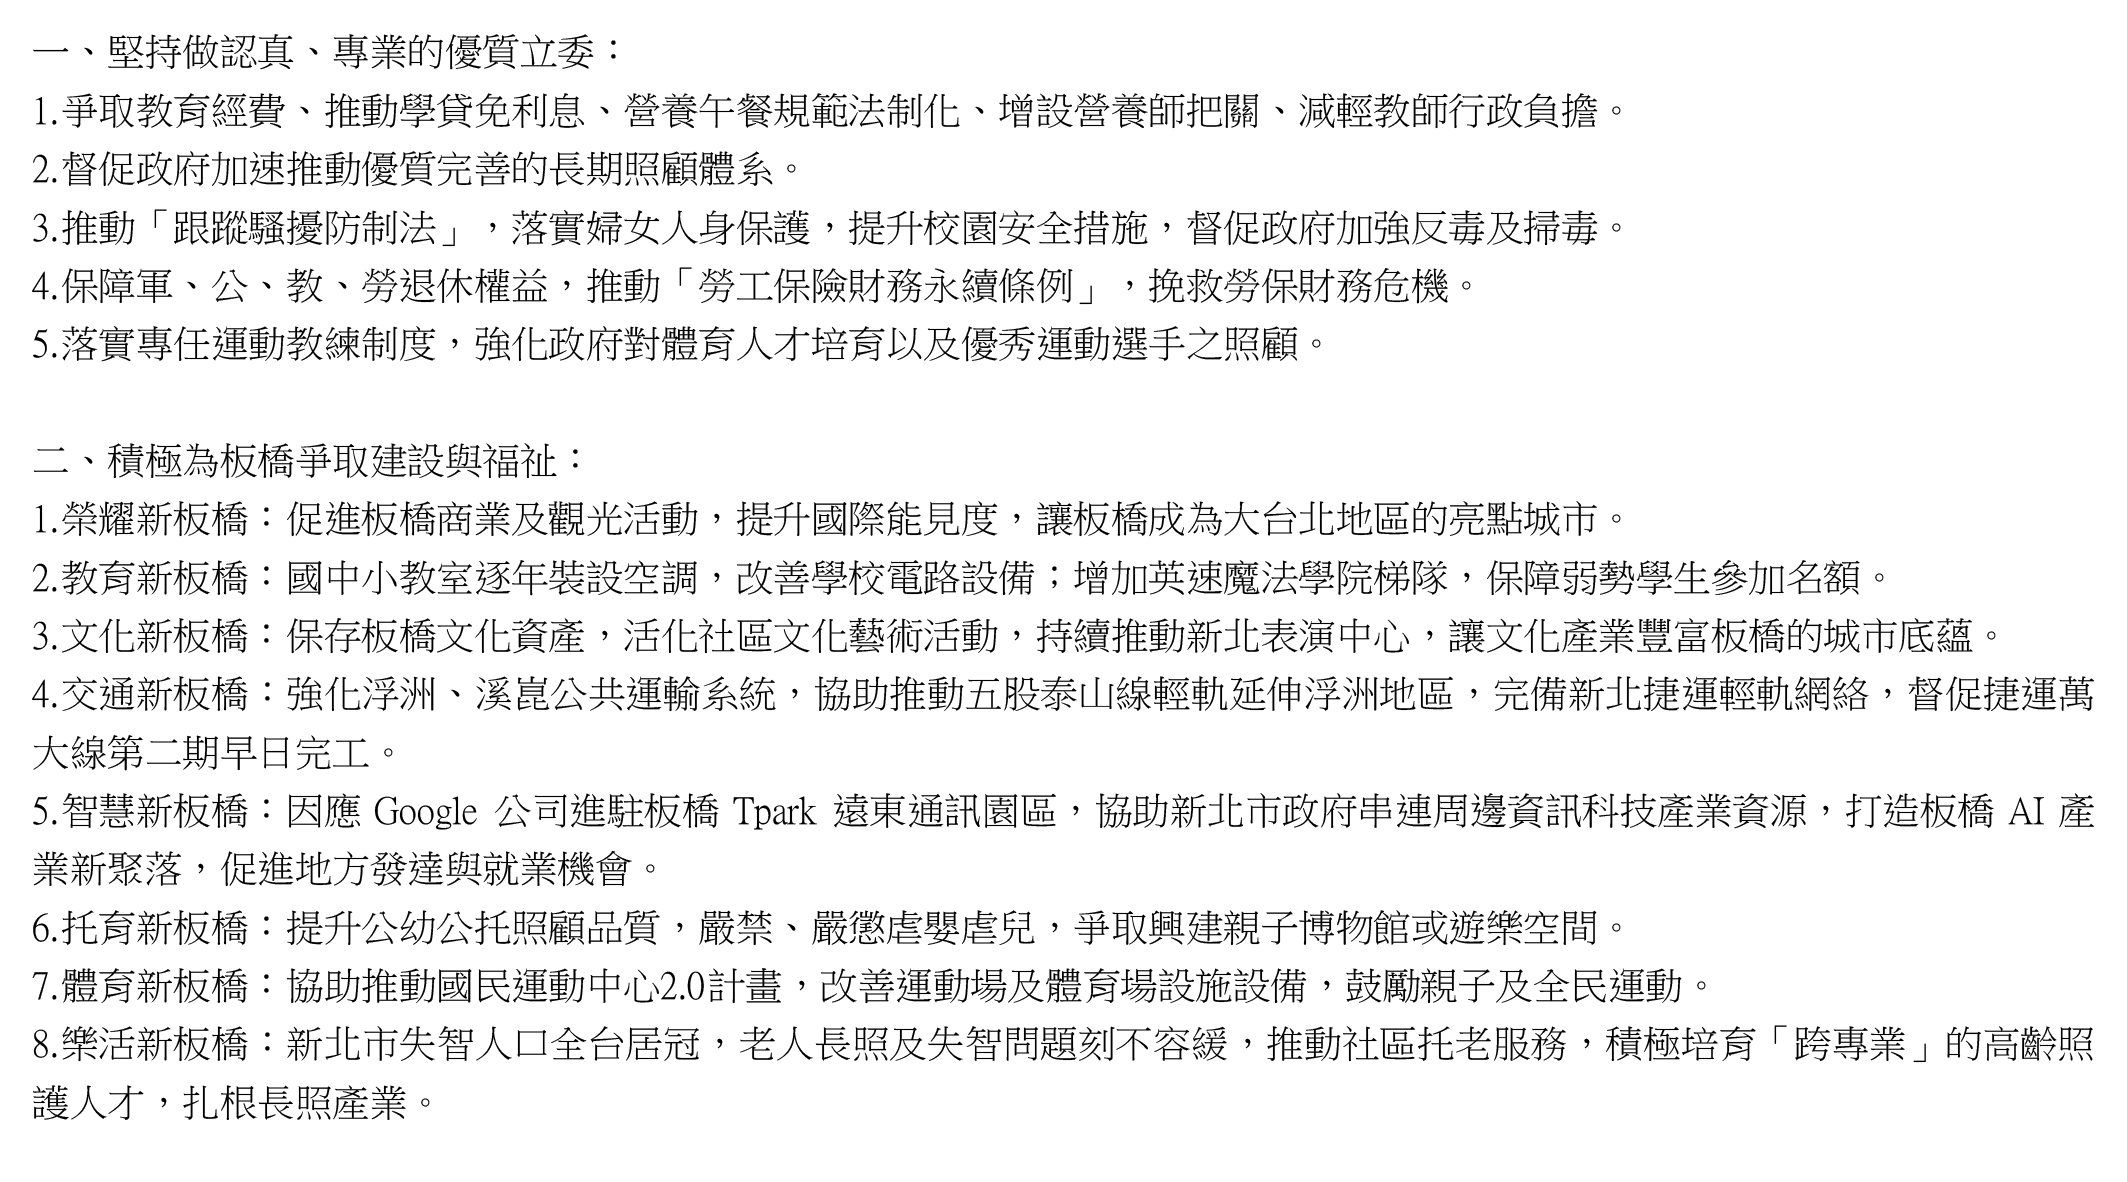 一、堅持做認真、專業的優質立委：
1.爭取教育經費、推動學貸免利息、營養午餐規範法制化、增設營養師把關、減輕教師行政負擔。
2.督促政府加速推動優質完善的長期照顧體系。
3.推動「跟蹤騷擾防制法」，落實婦女人身保護，提升校園安全措施，督促政府加強反毒及掃毒。
4.保障軍、公、教、勞退休權益，推動「勞工保險財務永續條例」，挽救勞保財務危機。
5.落實專任運動教練制度，強化政府對體育人才培育以及優秀運動選手之照顧。
二、積極為板橋爭取建設與福祉：
1.榮耀新板橋：促進板橋商業及觀光活動，提升國際能見度，讓板橋成為大台北地區的亮點城市。
2.教育新板橋：國中小教室逐年裝設空調，改善學校電路設備；增加英速魔法學院梯隊，保障弱勢學生參加名額。
3.文化新板橋：保存板橋文化資產，活化社區文化藝術活動，持續推動新北表演中心，讓文化產業豐富板橋的城市底蘊。
4.交通新板橋：強化浮洲、溪崑公共運輸系統，協助推動五股泰山線輕軌延伸浮洲地區，完備新北捷運輕軌網絡，督促捷運萬
大線第二期早日完工。
5.智慧新板橋：因應 Google 公司進駐板橋 Tpark 遠東通訊園區，協助新北市政府串連周邊資訊科技產業資源，打造板橋 AI 產
業新聚落，促進地方發達與就業機會。
6.托育新板橋：提升公幼公托照顧品質，嚴禁、嚴懲虐嬰虐兒，爭取興建親子博物館或遊樂空間。
7.體育新板橋：協助推動國民運動中心2.0計畫，改善運動場及體育場設施設備，鼓勵親子及全民運動。
8.樂活新板橋：新北市失智人口全台居冠，老人長照及失智問題刻不容緩，推動社區托老服務，積極培育「跨專業」的高齡照
護人才，扎根長照產業。